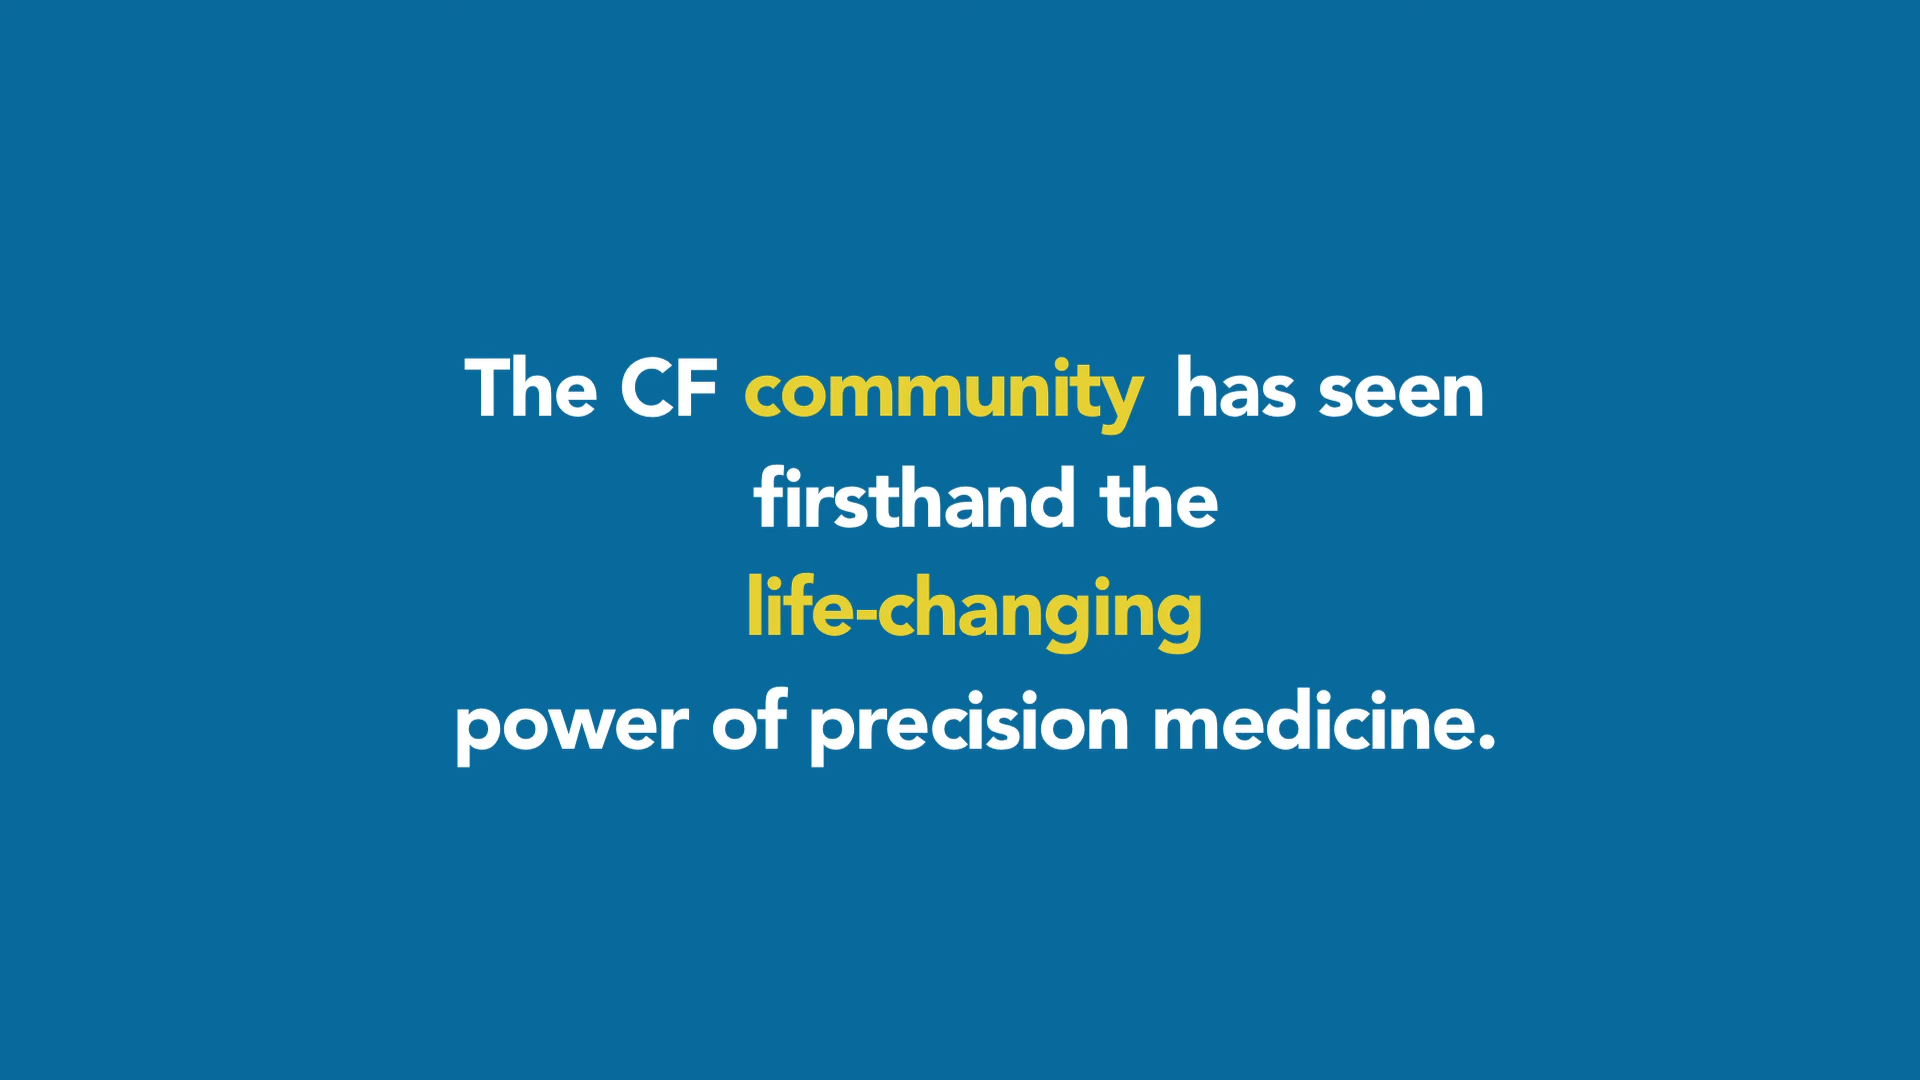 The CF community has seen
firsthand the
life-changing
power of precision medicine.